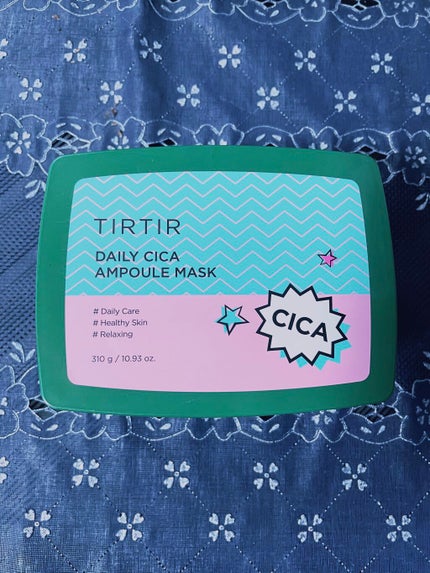 TIRTIR
DAILY CICA
AMPOULE MASK
# Daily Care
# Healthy Skin
# Relaxing
CICA
310 g / 10.93 oz.